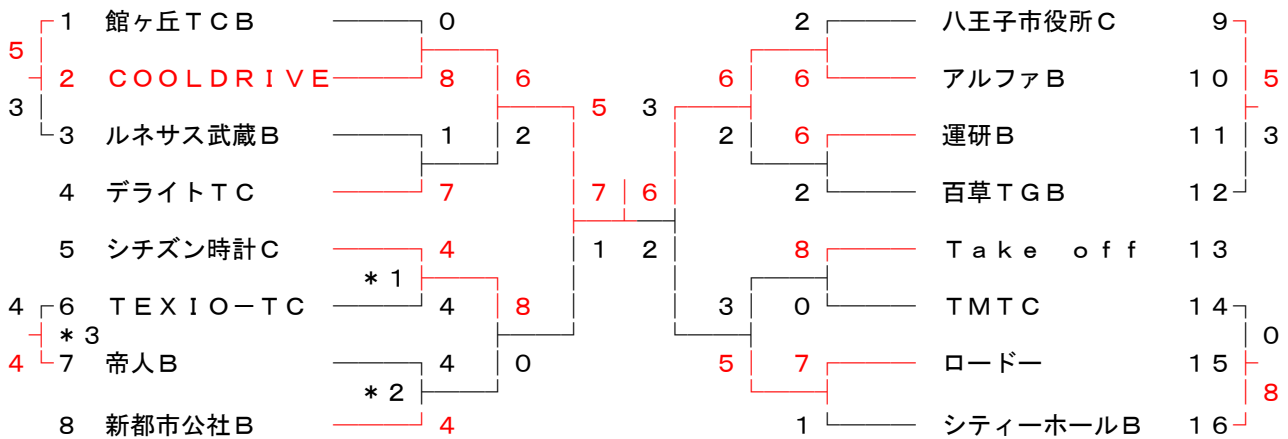 1 館ヶ丘ＴＣＢ 0 2 八王子市役所Ｃ 9
5
2 ＣＯＯＬＤＲＩＶＥ 8 6 6 6 アルファＢ 10 5
3 5 3
3 ルネサス武蔵Ｂ 1 2 2 6 運研Ｂ 11 3
4 デライトＴＣ 7 7 6 2 百草ＴＧＢ 12
5 シチズン時計Ｃ 4 1 2 8 Ｔａｋｅ ｏｆｆ 13
＊1
4 6 ＴＥＸＩＯ－ＴＣ 4 8 3 0 ＴＭＴＣ 14
＊3 0
4 7 帝人Ｂ 4 0 5 7 ロードー 15
＊2 8
8 新都市公社Ｂ 4 1 シティーホールＢ 16